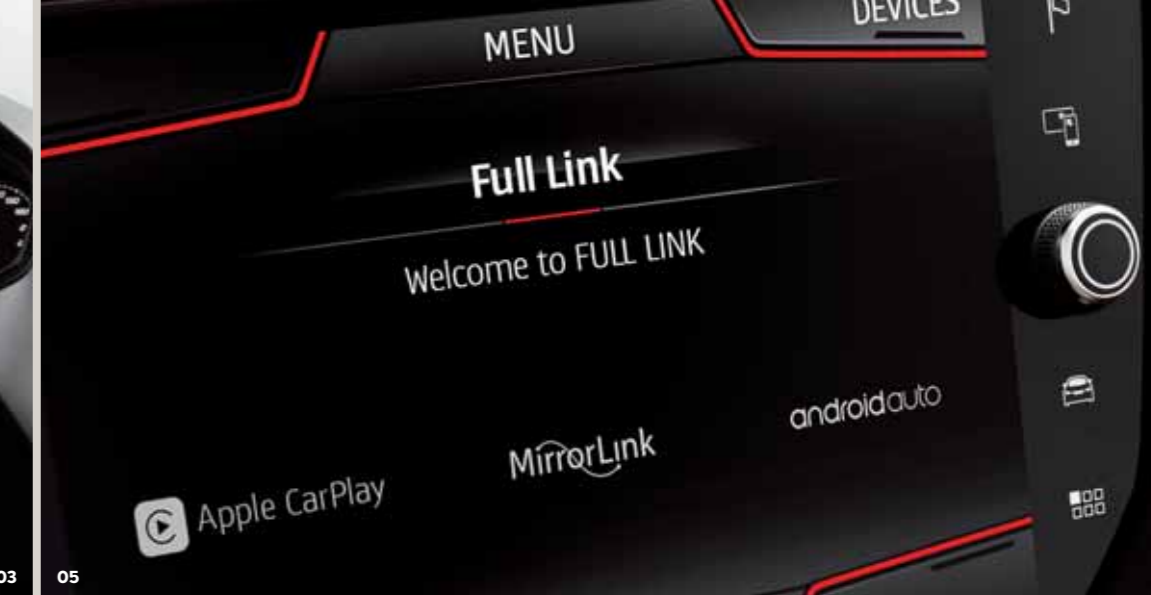 DEVICES
MENU
Full Link
Welcome to FULL LINK
androidauto
MirrorLink
Apple CarPlay
03
05